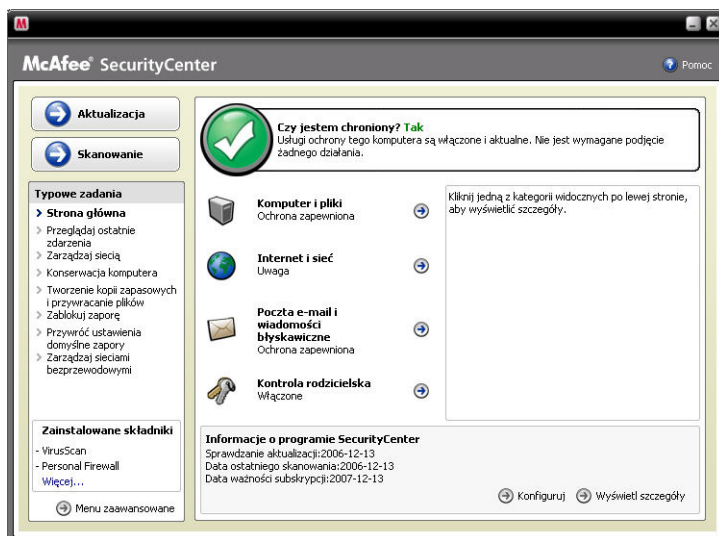 McAfee® SecurityCenter
Pomoc
Aktualizacja
Skanowanie
Typowe zadania
Strona główna
Przeglądaj ostatnie
zdarzenia
Zarządzaj siecią
Konserwacja komputera
Tworzenie kopii zapasowych
i przywracanie plików
Zablokuj zaporę
Przywróć ustawienia
domyślne zapory
Zarządzaj sieciami
bezprzewodowymi
Zainstalowane składniki
- VirusScan
- Personal Firewall
Więcej...
Menu zaawansowane
Czy jestem chroniony? Tak
Usługi ochrony tego komputera są włączone i aktualne. Nie jest wymagane podjęcie
żadnego działania.
Komputer i pliki
Ochrona zapewniona
Internet i sieć
Uwaga
Poczta e-mail i
wiadomości
błyskawiczne
Ochrona zapewniona
Kontrola rodzicielska
Włączone
Kliknij jedną z kategorii widocznych po lewej stronie,
aby wyświetlić szczegóły.
Informacje o programie SecurityCenter
Sprawdzanie aktualizacji:2006-12-13
Data ostatniego skanowania:2006-12-13
Data ważności subskrypcji:2007-12-13
Konfiguruj
Wyświetl szczegóły